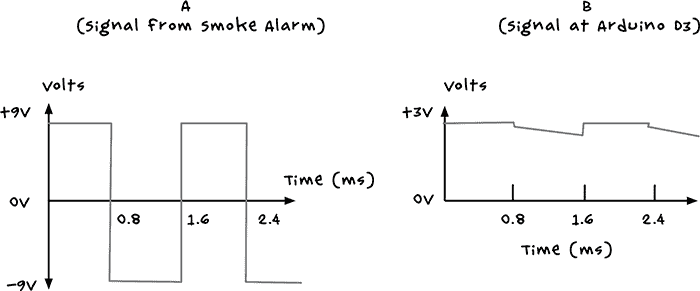 A
(Signal from Smoke Alarm)
Volts
+9V
0V
-9V
0.8
1.6
2.4
Time (ms)
B
(Signal at Arduino D3)
Volts
+3V
0V
0.8
1.6
2.4
Time (ms)